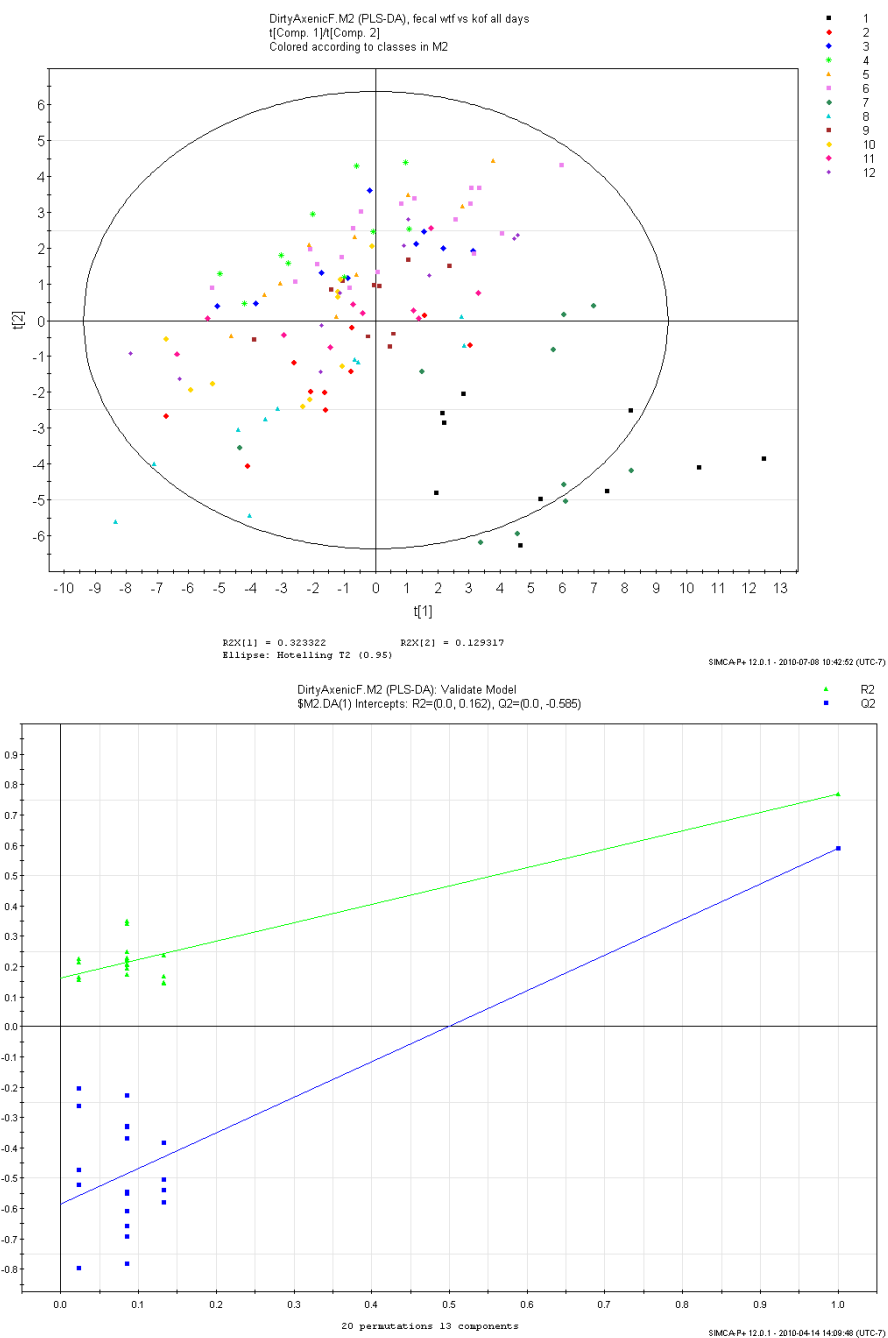 DirtyAxenicF.M2 (PLS-DA), fecal wtf vs kof all days
t[Comp. 1]/t[Comp. 2]
Colored according to classes in M2
1
2
3
4
5
6
7
8
9
10
11
12
6
5
4
3
2
1
0
-1
-2
-3
-4
-5
-6
t[2]
-10 -9 -8 -7 -6 -5 -4 -3 -2 -1 0 1 2 3 4 5 6 7 8 9 10 11 12 13
t[1]
R2X[1] = 0.323322 R2X[2] = 0.129317
Ellipse: Hotelling T2 (0.95)
SIMCA-P+ 12.0.1 - 2010-07-08 10:42:52 (UTC-7)
DirtyAxenicF.M2 (PLS-DA): Validate Model
$M2.DA(1) Intercepts: R2=(0.0, 0.162), Q2=(0.0, -0.585)
R2
Q2
0.9
0.8
0.7
0.6
0.5
0.4
0.3
0.2
0.1
0.0
-0.1
-0.2
-0.3
-0.4
-0.5
-0.6
-0.7
-0.8
0.0 0.1 0.2 0.3 0.4 0.5 0.6 0.7 0.8 0.9 1.0
20 permutations 13 components
SIMCA-P+ 12.0.1 - 2010-04-14 14:09:48 (UTC-7)